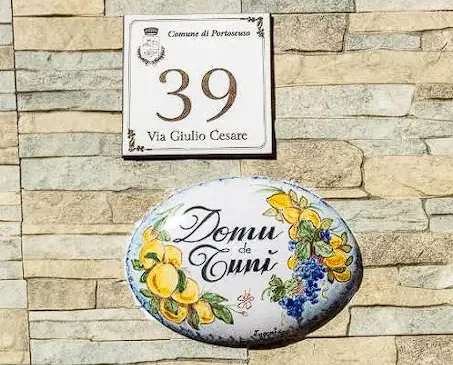 Comune di Portoscuso
39
Via Giulio Cesare
Domu
de
Tuni